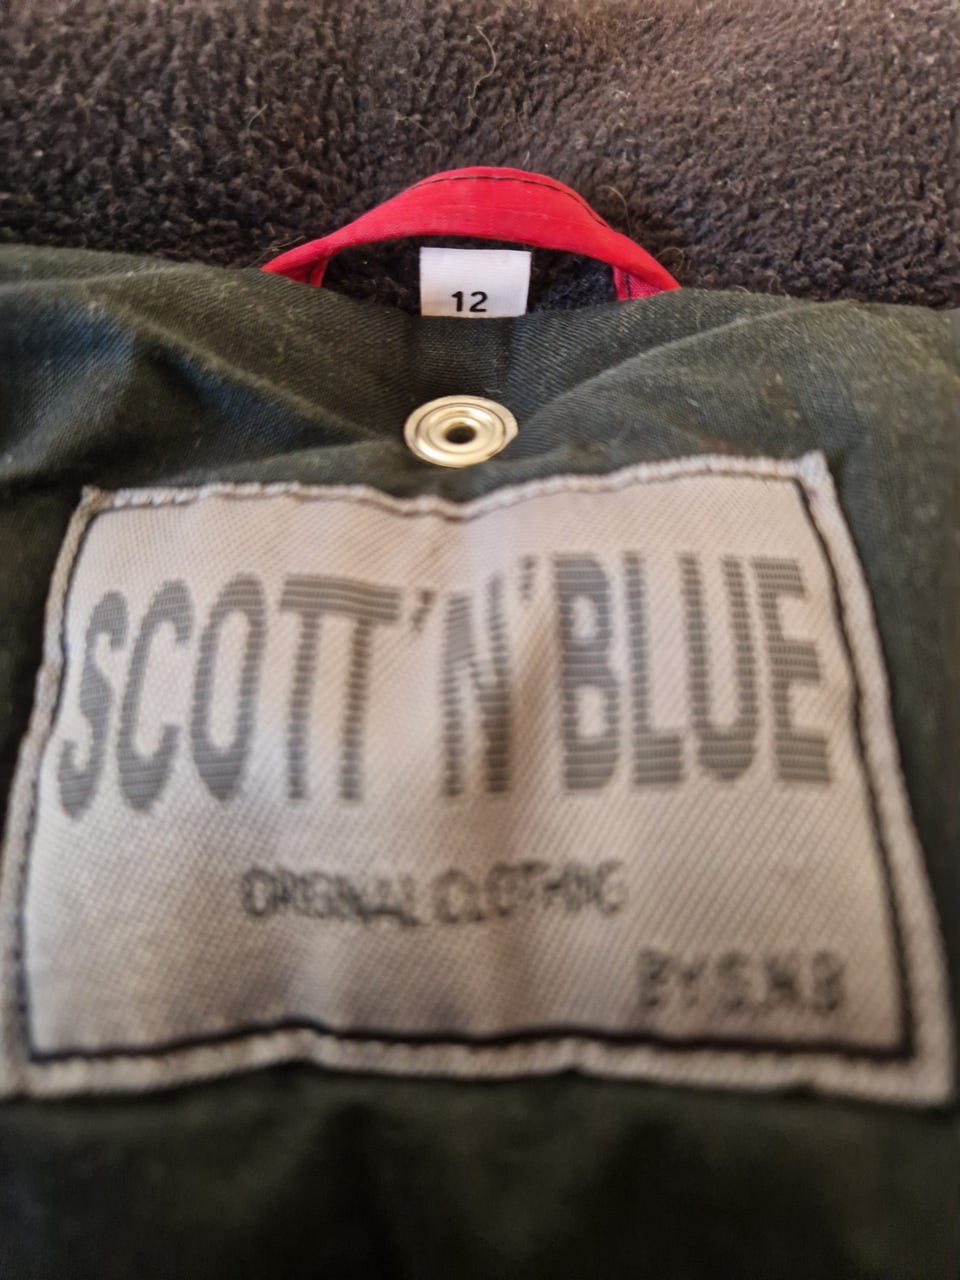 12
SCOTT'N'BLUE
ORIGINAL CLOTHING
BY S.N.B